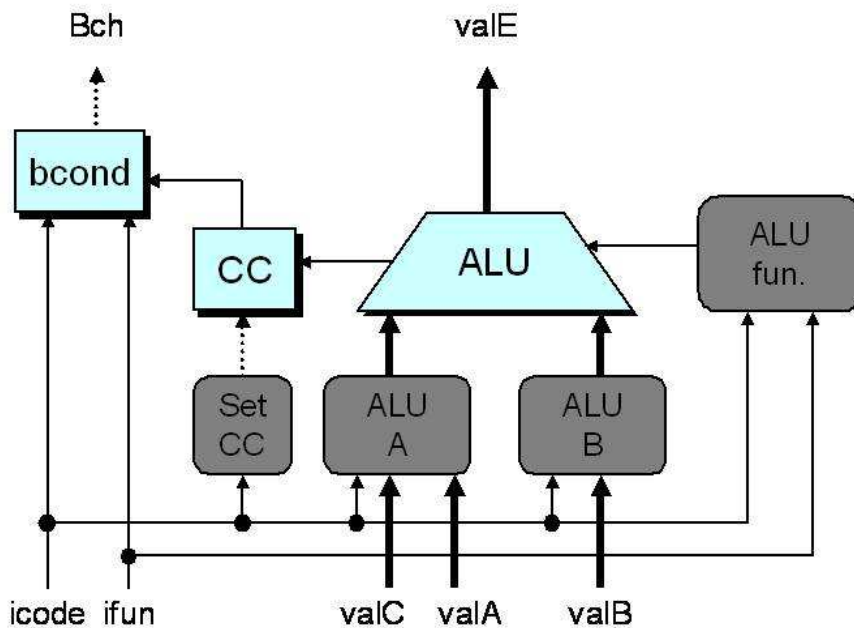 Bch
valE
bcond
CC
ALU
ALU
fun.
Set
CC
ALU
A
ALU
B
icode
ifun
valC
valA
valB